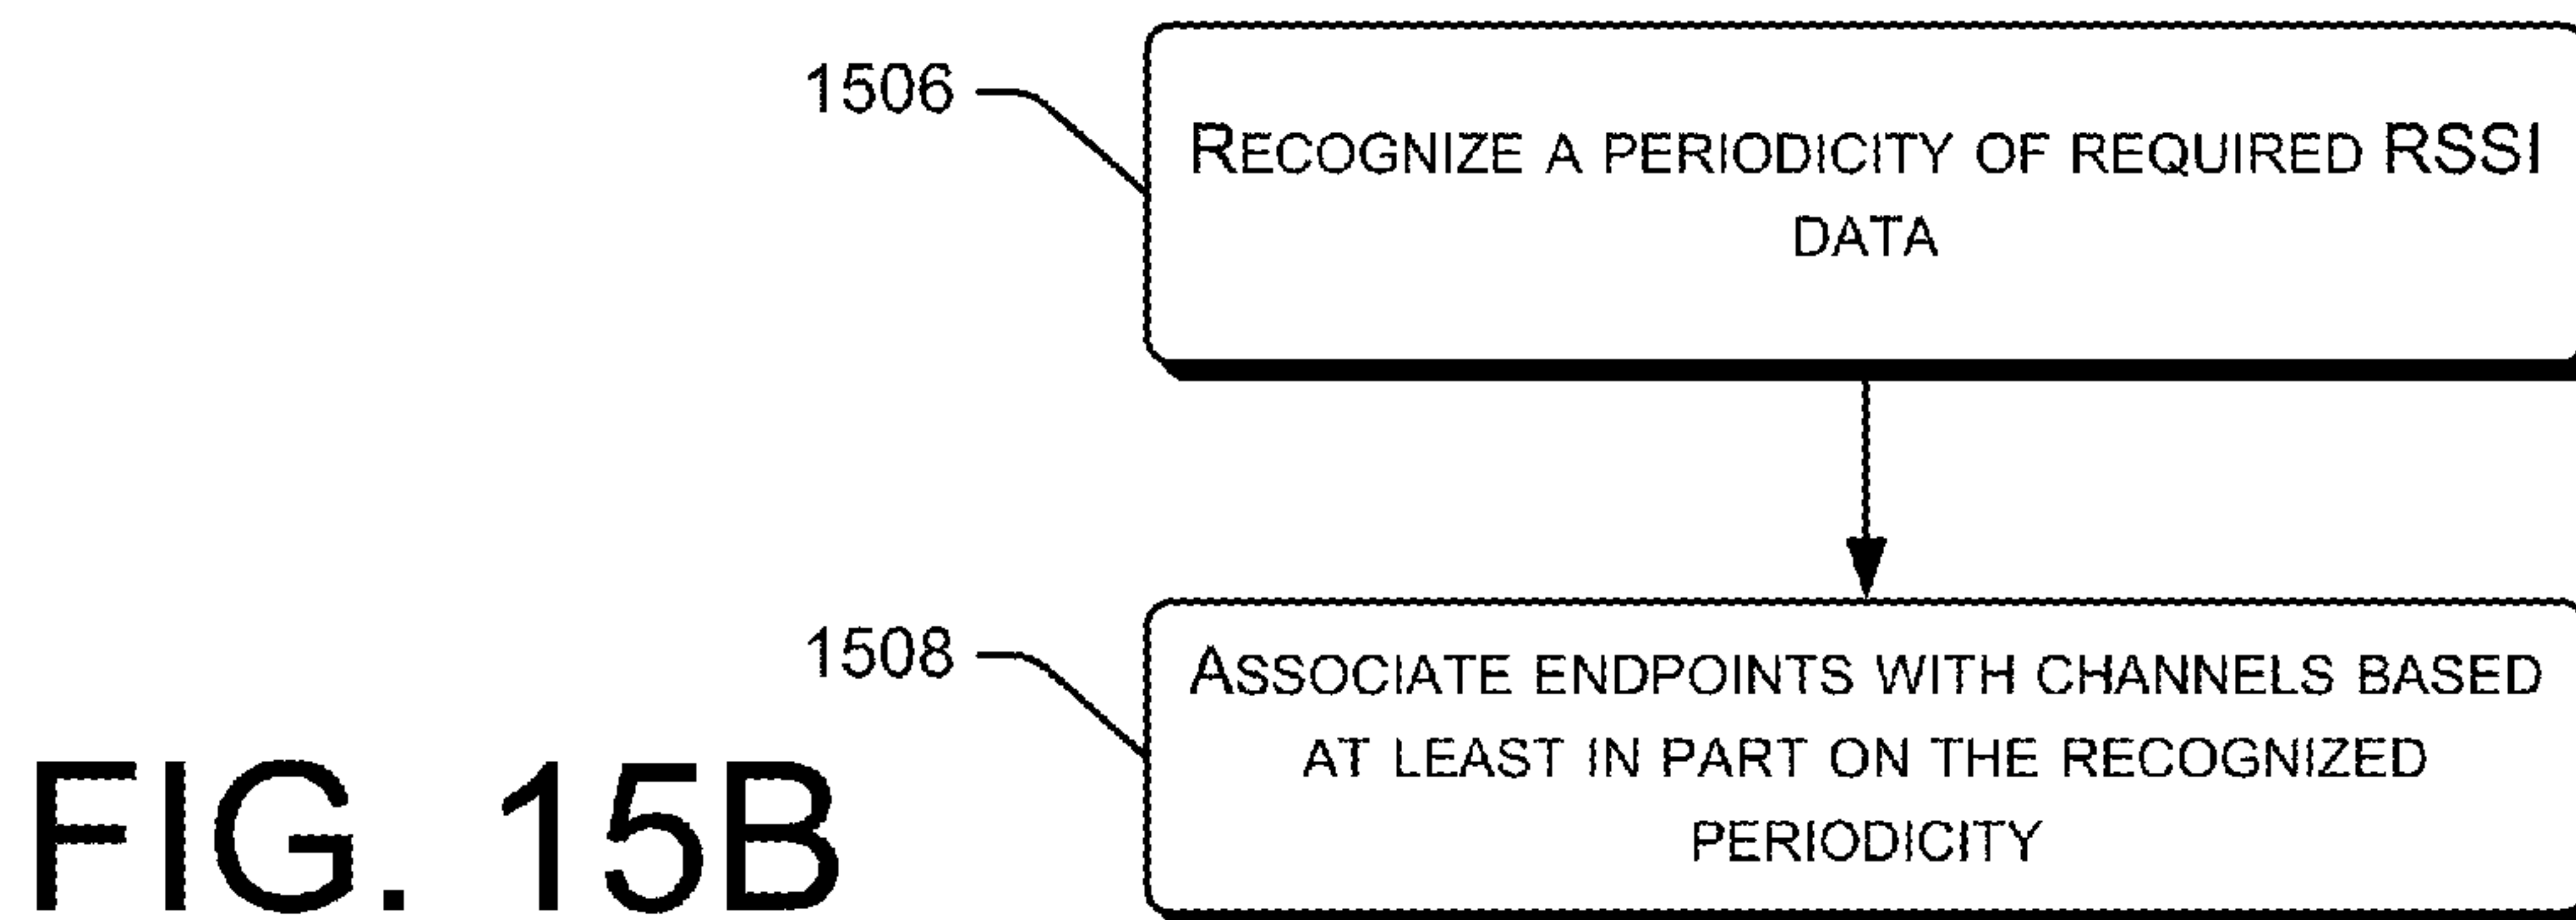 1506
RECOGNIZE A PERIODICITY OF REQUIRED RSSI
DATA
1508
ASSOCIATE ENDPOINTS WITH CHANNELS BASED
AT LEAST IN PART ON THE RECOGNIZED
PERIODICITY
FIG. 15B